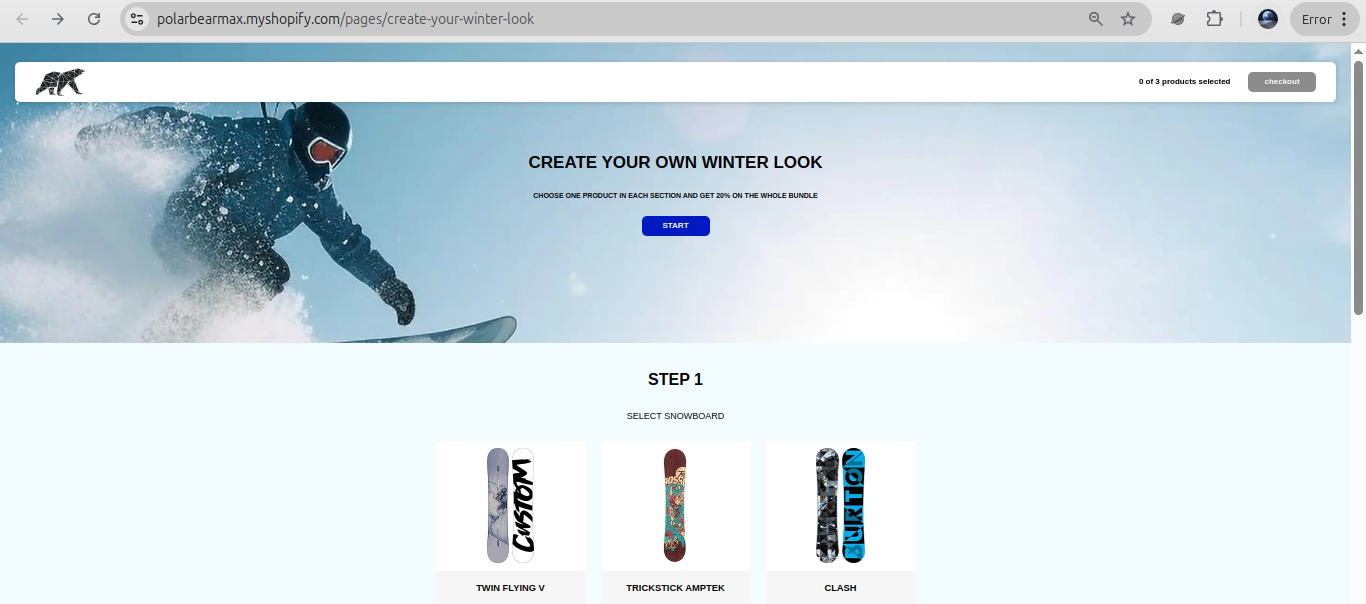 polarbearmax.myshopify.com/pages/create-your-winter-look
Error
0 of 3 products selected
checkout
CREATE YOUR OWN WINTER LOOK
CHOOSE ONE PRODUCT IN EACH SECTION AND GET 20% ON THE WHOLE BUNDLE
START
STEP 1
SELECT SNOWBOARD
CUSTOM
BURTON
TWIN FLYING V
TRICKSTICK AMPTEK
CLASH